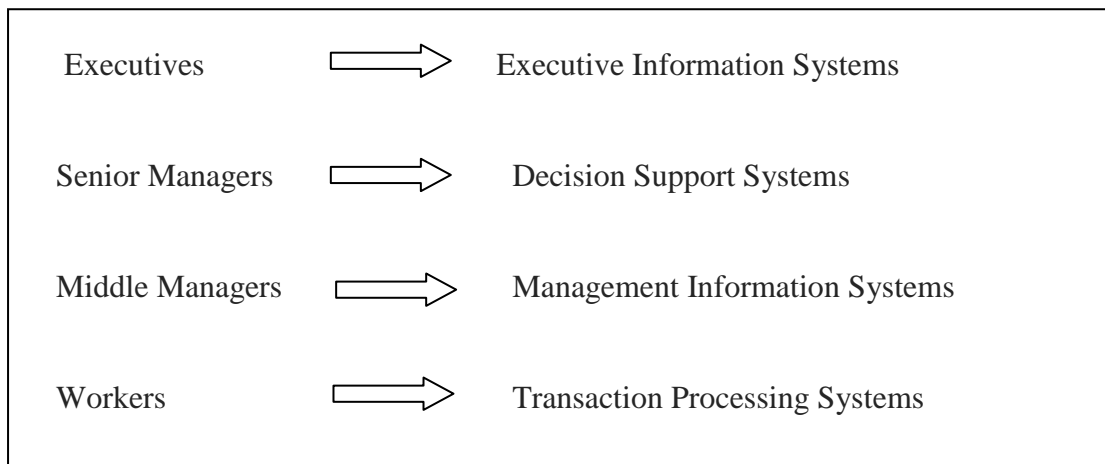 Executives Executive Information Systems
Senior Managers Decision Support Systems
Middle Managers Management Information Systems
Workers Transaction Processing Systems